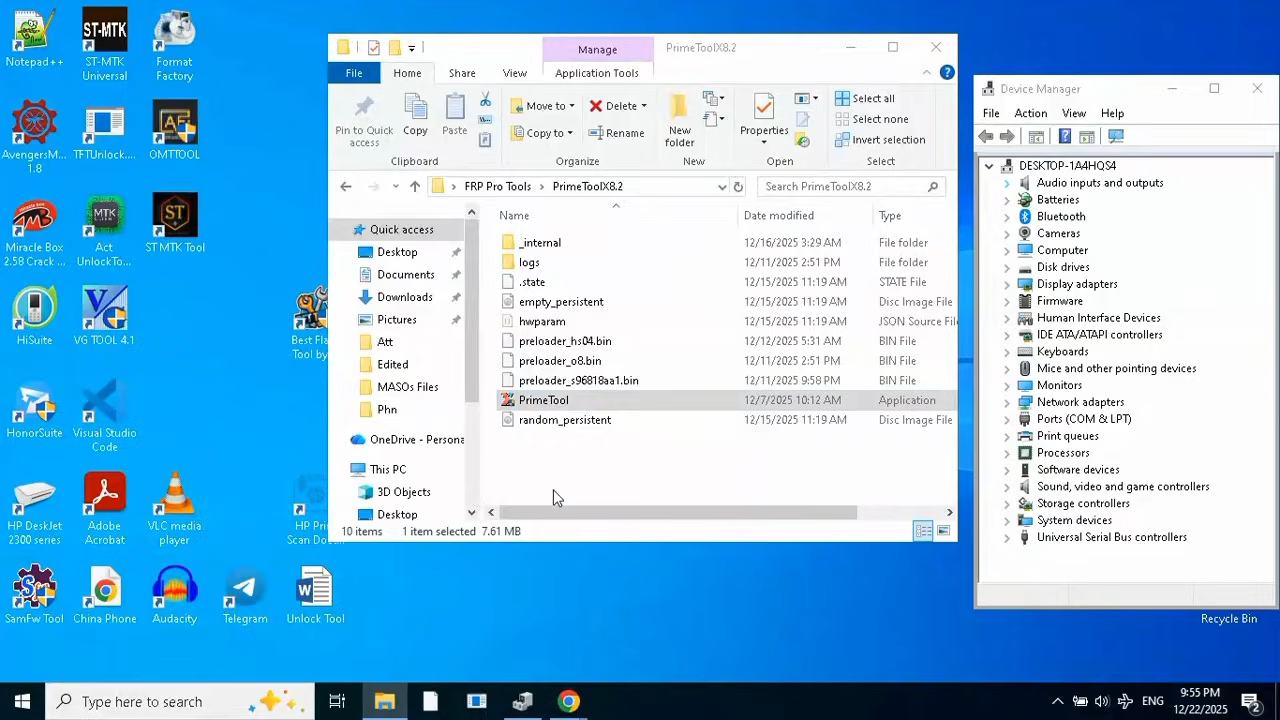 Notepad++
ST-MTK
ST-MTK
Universal
Format
Factory
AvengersM...
1.8
TFTUnlock...
AF
OMTTOOL
Miracle Box
2.58 Crack ...
MTK
Act
UnlockTo...
ST
ST MTK Tool
HiSuite
VG TOOL 4.1
Best Fla
Tool by
HonorSuite
Visual Studio
Code
HP DeskJet
2300 series
Adobe
Acrobat
VLC media
player
HP Pri
Scan Docu
SamFw Tool
China Phone
Audacity
Telegram
Unlock Tool
Manage
PrimeToolX8.2
File
Home
Share
View
Application Tools
Pin to Quick
access
Copy
Paste
Clipboard
Move to
Copy to
Delete
Rename
Organize
New
folder
New
Properties
Open
Select all
Select none
Invert selection
Select
FRP Pro Tools
PrimeToolX8.2
Search PrimeToolX8.2
Quick access
Desktop
Documents
Downloads
Pictures
Att
Edited
MASOs Files
Phn
OneDrive - Persona
This PC
3D Objects
Desktop
Name Date modified Type
_internal 12/16/2025 3:29 AM File folder
logs 12/11/2025 2:51 PM File folder
.state 12/15/2025 11:19 AM STATE File
empty_persistent 12/15/2025 11:19 AM Disc Image File
hwparam 12/15/2025 11:19 AM JSON Source Fil
preloader_hs04.bin 12/12/2025 5:31 AM BIN File
preloader_o8.bin 12/11/2025 2:51 PM BIN File
preloader_s96818aa1.bin 12/11/2025 9:58 PM BIN File
PrimeTool 12/7/2025 10:12 AM Application
random_persistent 12/15/2025 11:19 AM Disc Image File
10 items 1 item selected 7.61 MB
Device Manager
File Action View Help
DESKTOP-1A4HQS4
Audio inputs and outputs
Batteries
Bluetooth
Cameras
Computer
Disk drives
Display adapters
Firmware
Human Interface Devices
IDE ATA/ATAPI controllers
Keyboards
Mice and other pointing devices
Monitors
Network adapters
Ports (COM & LPT)
Print queues
Processors
Software devices
Sound, video and game controllers
Storage controllers
System devices
Universal Serial Bus controllers
Recycle Bin
Type here to search
ENG
9:55 PM
12/22/2025
2